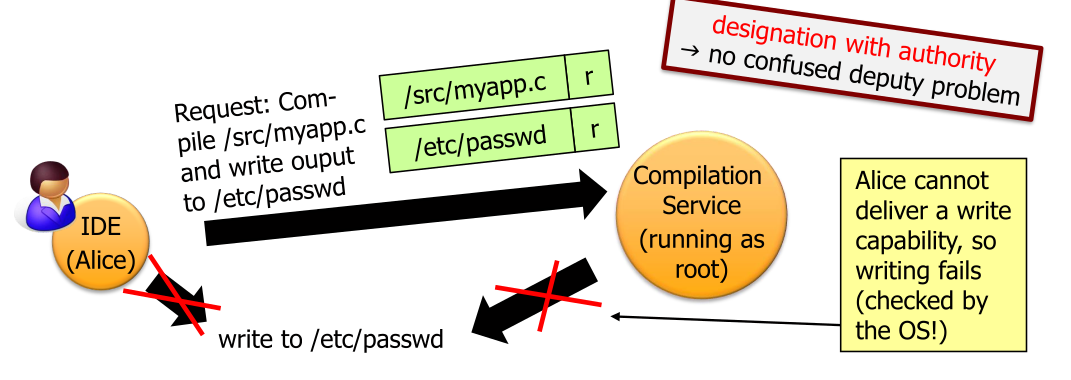 designation with authority
→ no confused deputy problem
/src/myapp.c r
/etc/passwd r
Request: Com-
pile /src/myapp.c
and write ouput
to /etc/passwd
IDE
(Alice)
Compilation
Service
(running as
root)
Alice cannot
deliver a write
capability, so
writing fails
(checked by
the OS!)
write to /etc/passwd